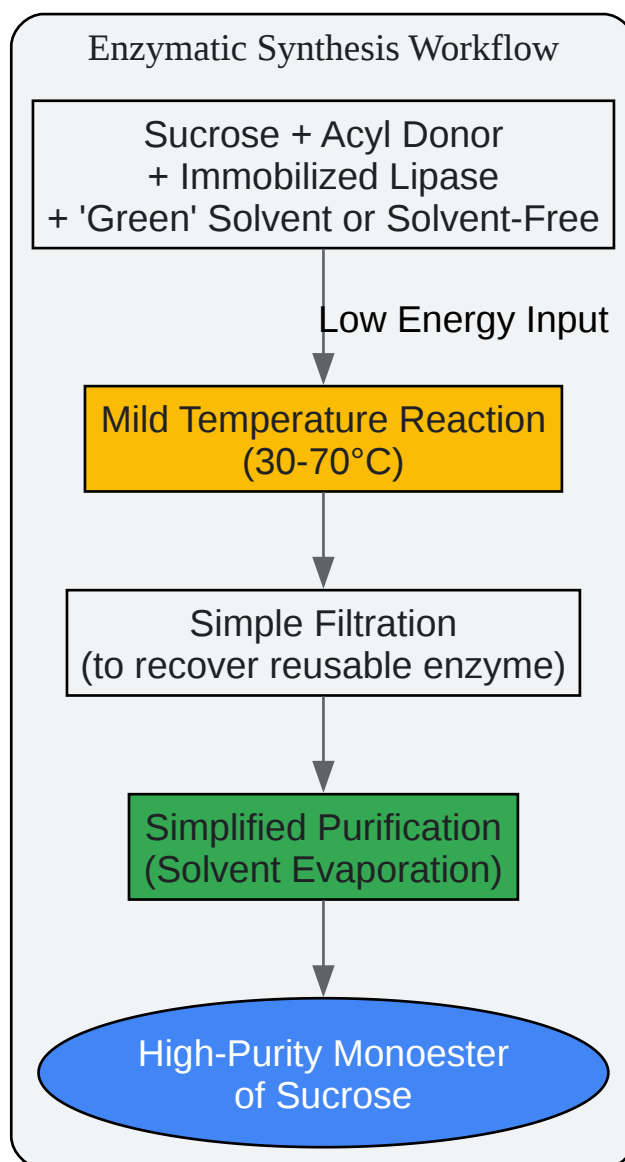 Enzymatic Synthesis Workflow
Sucrose + Acyl Donor
+ Immobilized Lipase
+ 'Green' Solvent or Solvent-Free
Low Energy Input
Mild Temperature Reaction
(30-70°C)
Simple Filtration
(to recover reusable enzyme)
Simplified Purification
(Solvent Evaporation)
High-Purity Monoester
of Sucrose